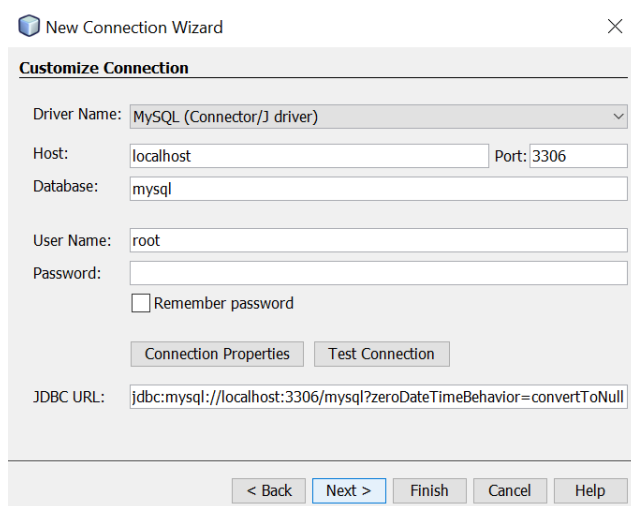 New Connection Wizard
Customize Connection
Driver Name: MySQL (Connector/J driver)
Host: localhost Port: 3306
Database: mysql
User Name: root
Password:
Remember password
Connection Properties Test Connection
JDBC URL: jdbc:mysql://localhost:3306/mysql?zeroDateTimeBehavior=convertToNull
< Back Next > Finish Cancel Help